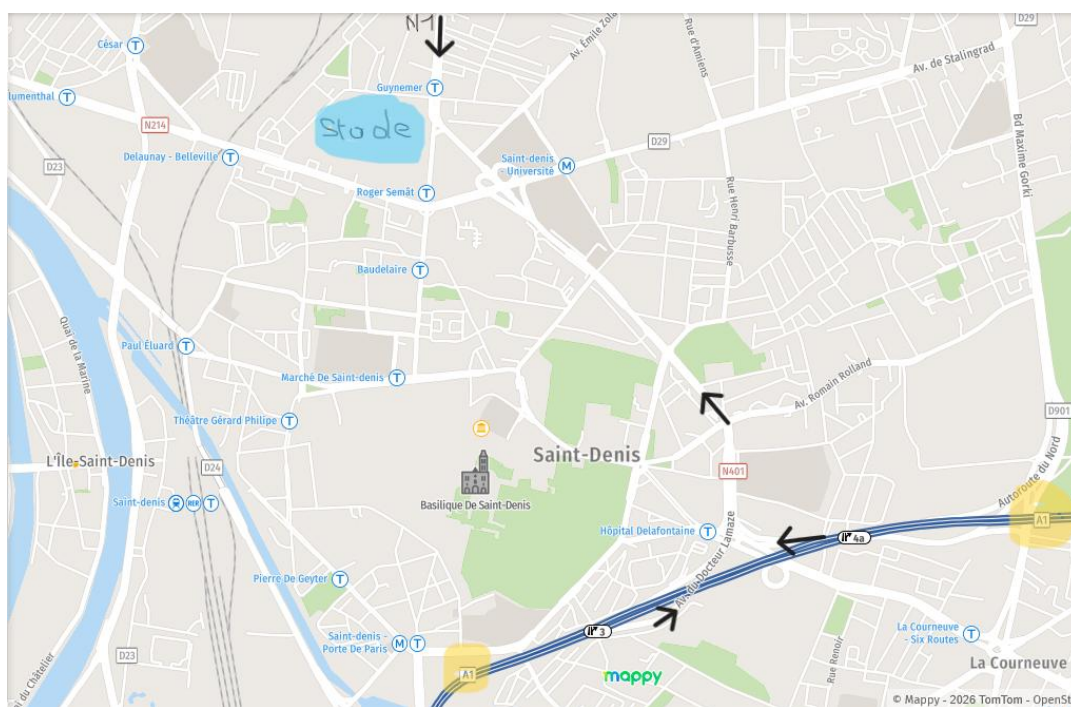 N1
D29
César
Av. Émile Zola
Rue d'Amiens
Av. de Stalingrad
Guynemer
lumenthal
Stade
N214
Bd Maxime Gorki
Delaunay - Belleville
Saint-denis
- Université
D29
D23
Roger Semât
Rue Henri Barbusse
Baudelaire
Quai de la Marine
Paul Éluard
Marché De Saint-denis
Av. Romain Rolland
D901
Théâtre Gérard Philipe
Saint-Denis
L'Île-Saint-Denis
D24
N401
Autoroute du Nord
Saint-denis
RER
Basilique De Saint-Denis
A1
Hôpital Delafontaine
4a
Av. du Docteur Lamaze
Pierre De Geyter
3
Saint-denis -
Porte De Paris
La Courneuve
- Six Routes
D23
Rue Renoir
A1
mappy
La Courneuve
du Châtelier
© Mappy - 2026 TomTom - OpenSt